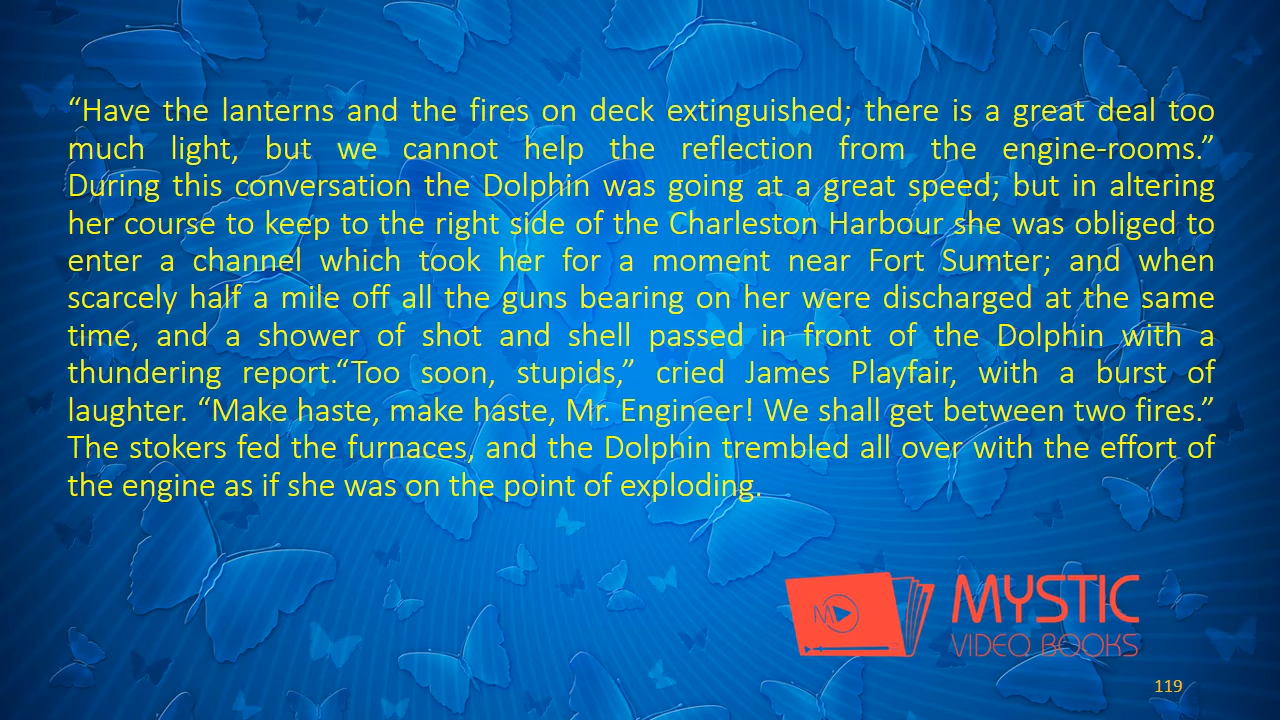 “Have the lanterns and the fires on deck extinguished; there is a great deal too
much light, but we cannot help the reflection from the engine-rooms.”
During this conversation the Dolphin was going at a great speed; but in altering
her course to keep to the right side of the Charleston Harbour she was obliged to
enter a channel which took her for a moment near Fort Sumter; and when
scarcely half a mile off all the guns bearing on her were discharged at the same
time, and a shower of shot and shell passed in front of the Dolphin with a
thundering report.“Too soon, stupids,” cried James Playfair, with a burst of
laughter. “Make haste, make haste, Mr. Engineer! We shall get between two fires.”
The stokers fed the furnaces, and the Dolphin trembled all over with the effort of
the engine as if she was on the point of exploding.
MYSTIC
VIDEO BOOKS
119